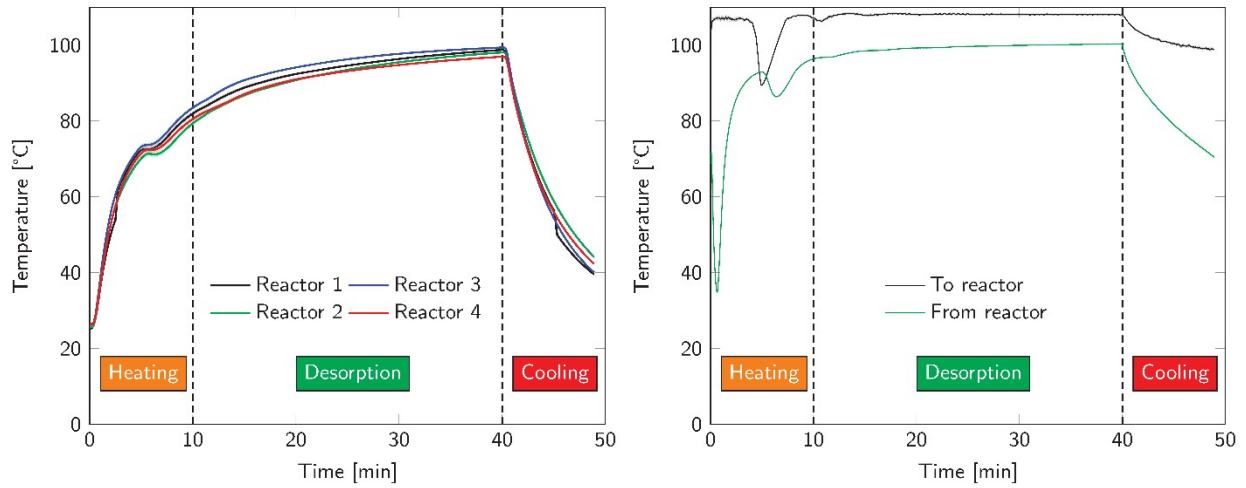 100
80
60
40
20
0
Temperature [°C]
Reactor 1
Reactor 3
Reactor 2
Reactor 4
Heating
Desorption
Cooling
0 10 20 30 40 50
Time [min]
100
80
60
40
20
0
Temperature [°C]
To reactor
From reactor
Heating
Desorption
Cooling
0 10 20 30 40 50
Time [min]